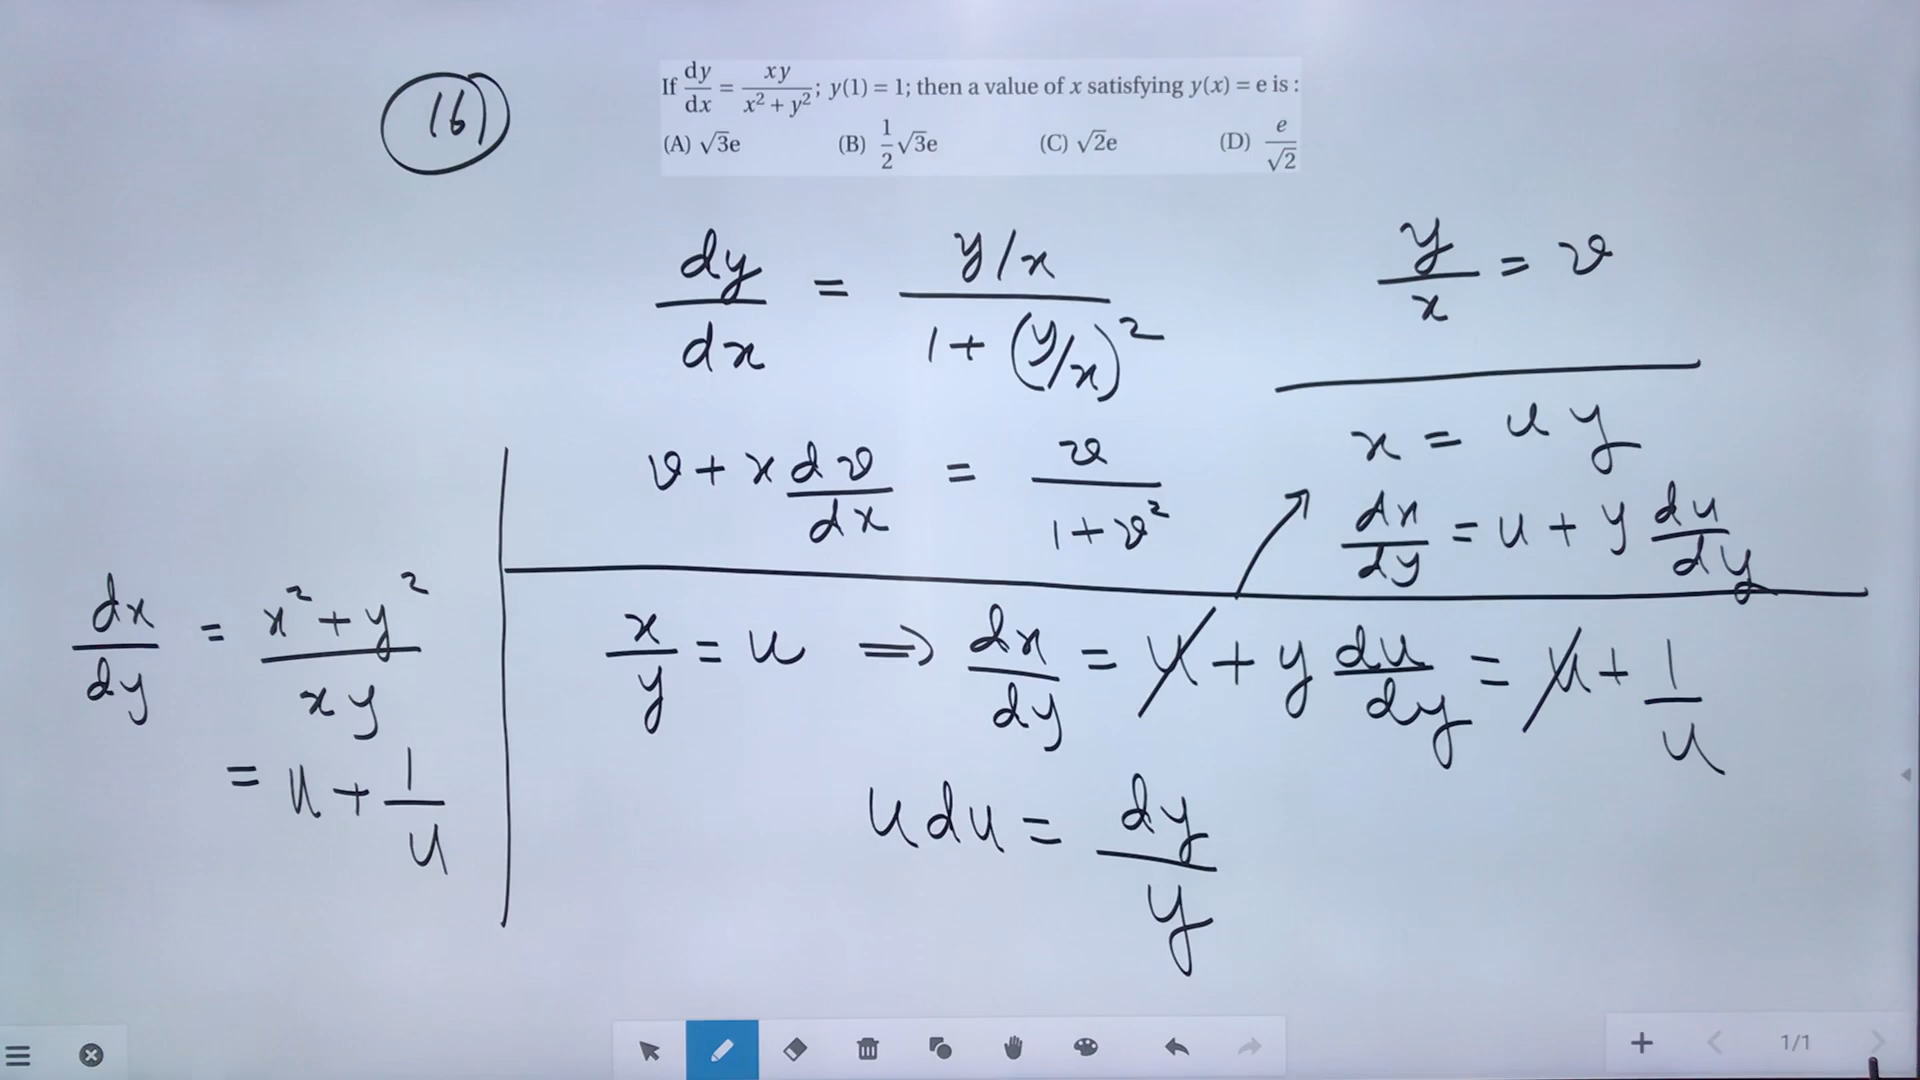 16)
If dy/dx = xy/(x² + y²); y(1) = 1; then a value of x satisfying y(x) = e is :
(A) √3e (B) 1/2 √3e (C) √2e (D) e/√2
dy/dx = (y/x)/(1 + (y/x)²)
y/x = v
v + x dv/dx = v/(1 + v²)
x = u y
dx/dy = u + y du/dy
dx/dy = (x² + y²)/(x y)
= u + 1/u
x/y = u ⇒ dx/dy = u + y du/dy = u + 1/u
u du = dy/y
1/1